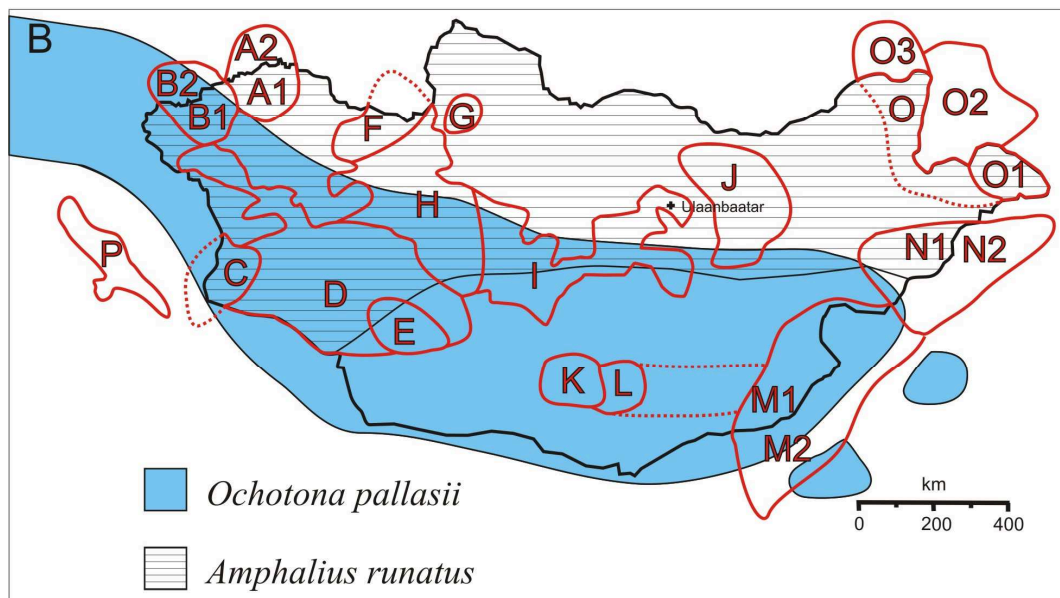 B
A2
A1
B2
B1
F
G
O3
O
O2
O1
J
H
Ulaanbaatar
P
C
D
E
I
N1 N2
K
L
M1
M2
Ochotona pallasii
Amphalius runatus
km
0 200 400